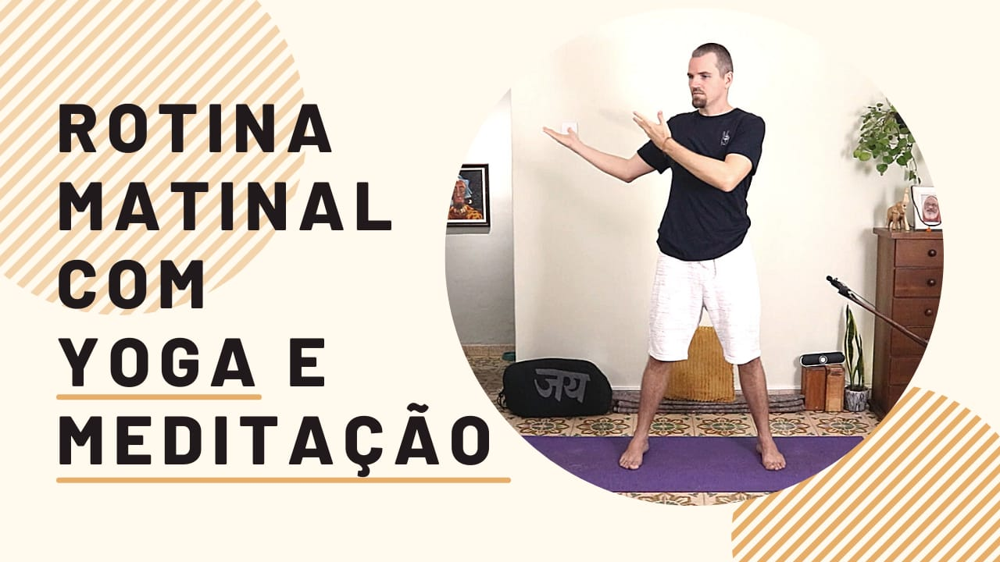 ROTINA
MATINAL
COM
YOGA E
MEDITAÇÃO
जय